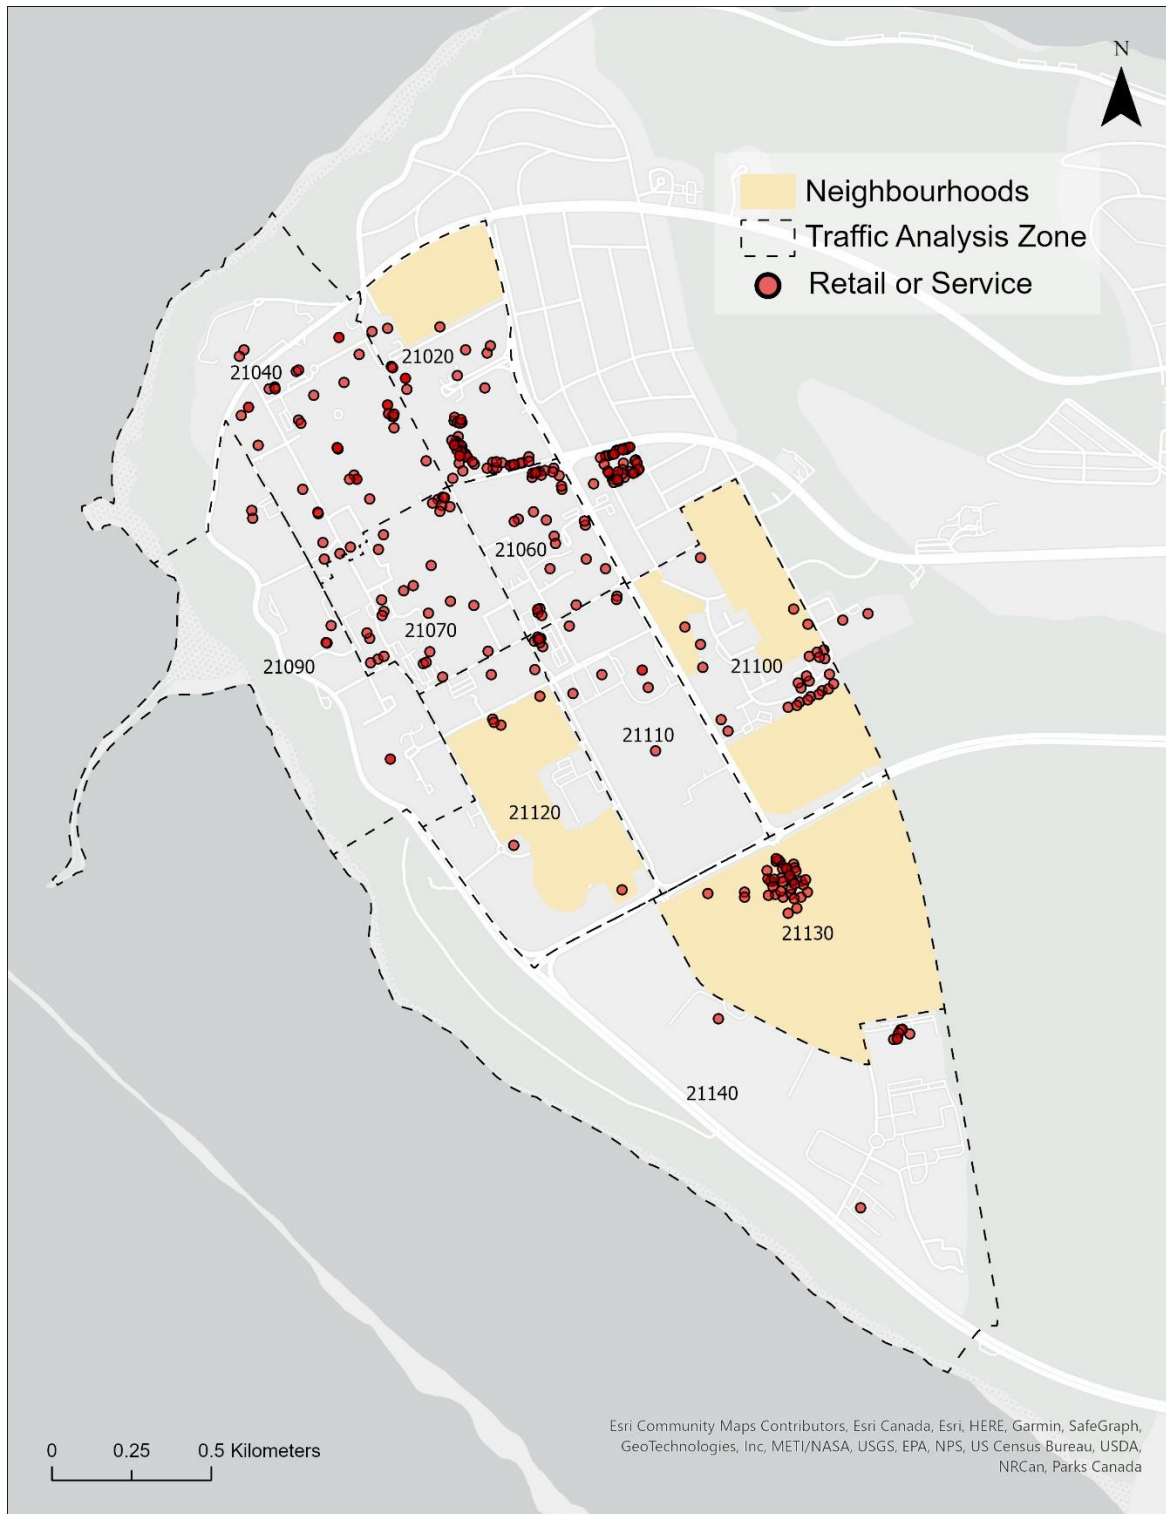 N
Neighbourhoods
Traffic Analysis Zone
Retail or Service
21020
21040
21060
21070
21090
21100
21110
21120
21130
21140
0 0.25 0.5 Kilometers
Esri Community Maps Contributors, Esri Canada, Esri, HERE, Garmin, SafeGraph,
GeoTechnologies, Inc, METI/NASA, USGS, EPA, NPS, US Census Bureau, USDA,
NRCan, Parks Canada